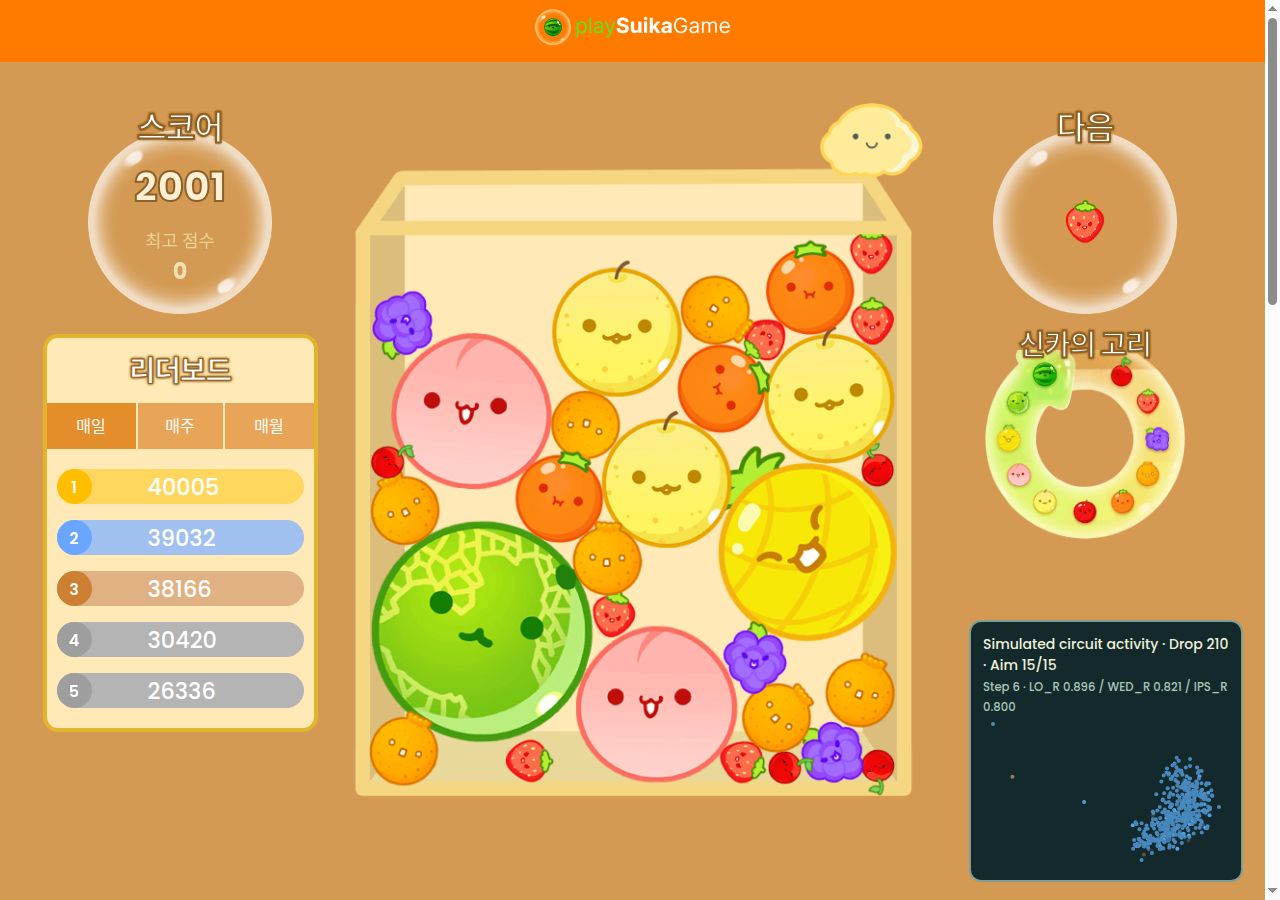 playSuikaGame
스코어
2001
최고 점수
0
다음
리더보드
매일 매주 매월
1 40005
2 39032
3 38166
4 30420
5 26336
신카의 고리
Simulated circuit activity · Drop 210
· Aim 15/15
Step 6 · LO_R 0.896 / WED_R 0.821 / IPS_R
0.800